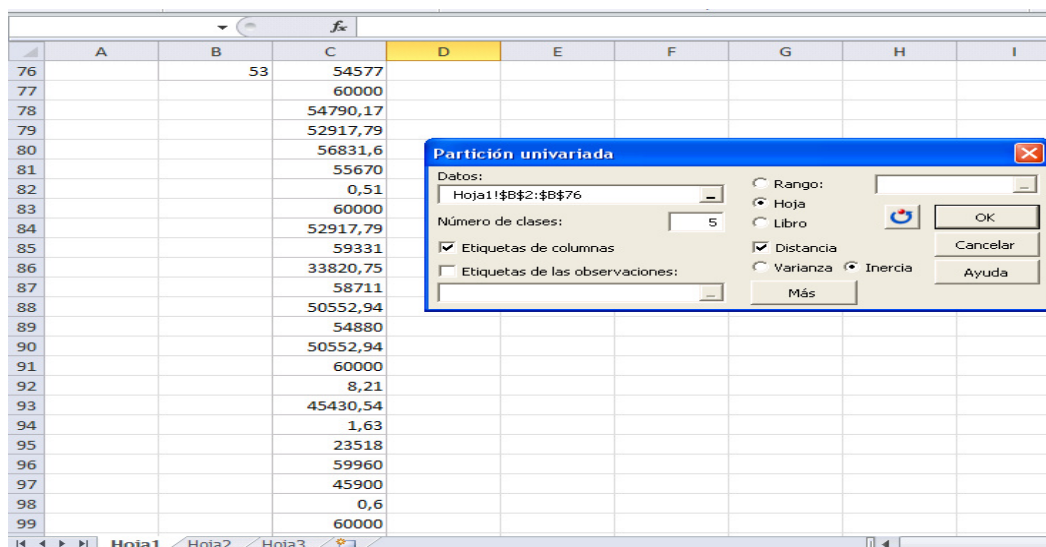 fx
A B C D E F G H I
76 53 54577
77 60000
78 54790,17
79 52917,79
80 56831,6
81 55670
82 0,51
83 60000
84 52917,79
85 59331
86 33820,75
87 58711
88 50552,94
89 54880
90 50552,94
91 60000
92 8,21
93 45430,54
94 1,63
95 23518
96 59960
97 45900
98 0,6
99 60000
Partición univariada
Datos:
Hoja1!$B$2:$B$76
Número de clases: 5
Etiquetas de columnas
Etiquetas de las observaciones:
Rango:
Hoja
Libro
Distancia
Varianza Inercia
Más
OK
Cancelar
Ayuda
Hoja1 Hoja2 Hoja3